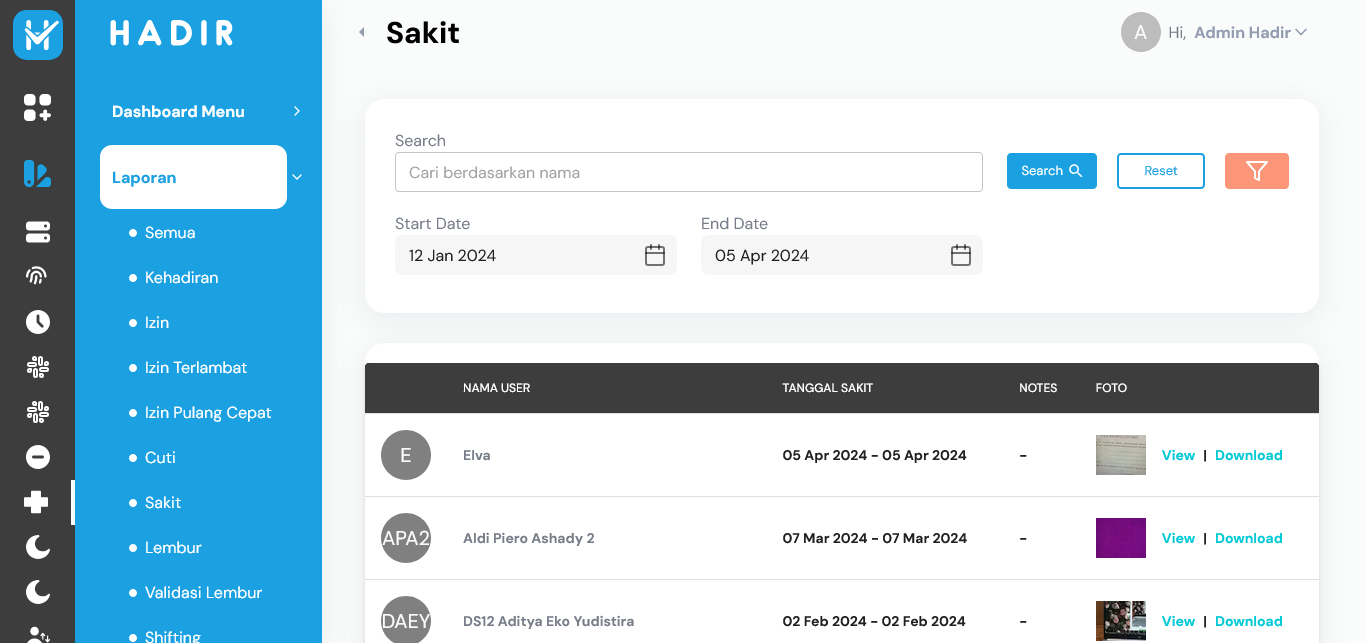 HADIR
Dashboard Menu
Laporan
Semua
Kehadiran
Izin
Izin Terlambat
Izin Pulang Cepat
Cuti
Sakit
Lembur
Validasi Lembur
Shifting
Sakit
A Hi, Admin Hadir
Search
Cari berdasarkan nama
Search
Reset
Start Date
End Date
12 Jan 2024
05 Apr 2024
NAMA USER TANGGAL SAKIT NOTES FOTO
E Elva 05 Apr 2024 - 05 Apr 2024 - View | Download
APA2 Aldi Piero Ashady 2 07 Mar 2024 - 07 Mar 2024 - View | Download
DAEY DS12 Aditya Eko Yudistira 02 Feb 2024 - 02 Feb 2024 - View | Download